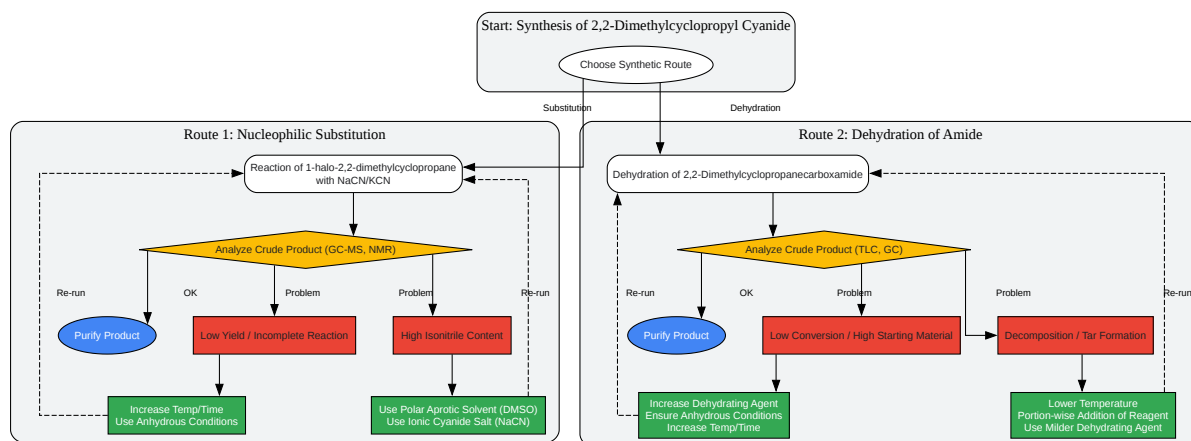 Start: Synthesis of 2,2-Dimethylcyclopropyl Cyanide
Choose Synthetic Route
Substitution
Dehydration
Route 1: Nucleophilic Substitution
Reaction of 1-halo-2,2-dimethylcyclopropane
with NaCN/KCN
Analyze Crude Product (GC-MS, NMR)
Re-run
OK
Problem
Problem
Re-run
Purify Product
Low Yield / Incomplete Reaction
High Isonitrile Content
Increase Temp/Time
Use Anhydrous Conditions
Use Polar Aprotic Solvent (DMSO)
Use Ionic Cyanide Salt (NaCN)
Route 2: Dehydration of Amide
Dehydration of 2,2-Dimethylcyclopropanecarboxamide
Analyze Crude Product (TLC, GC)
Re-run
OK
Problem
Problem
Re-run
Purify Product
Low Conversion / High Starting Material
Decomposition / Tar Formation
Increase Dehydrating Agent
Ensure Anhydrous Conditions
Increase Temp/Time
Lower Temperature
Portion-wise Addition of Reagent
Use Milder Dehydrating Agent